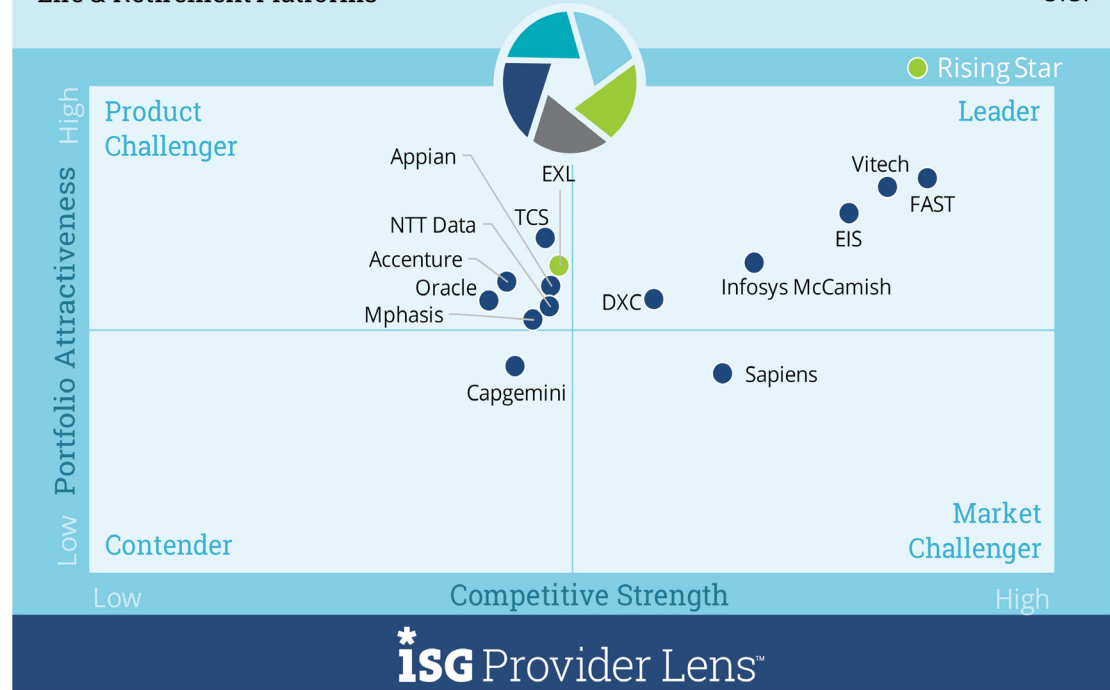 Rising Star
High
Product
Challenger
Leader
Appian
EXL
Vitech
FAST
TCS
NTT Data
EIS
Accenture
Oracle
Infosys McCamish
DXC
Mphasis
Portfolio Attractiveness
Capgemini
Sapiens
Market
Challenger
Contender
Low
Low
Competitive Strength
High
*ISG Provider Lens™